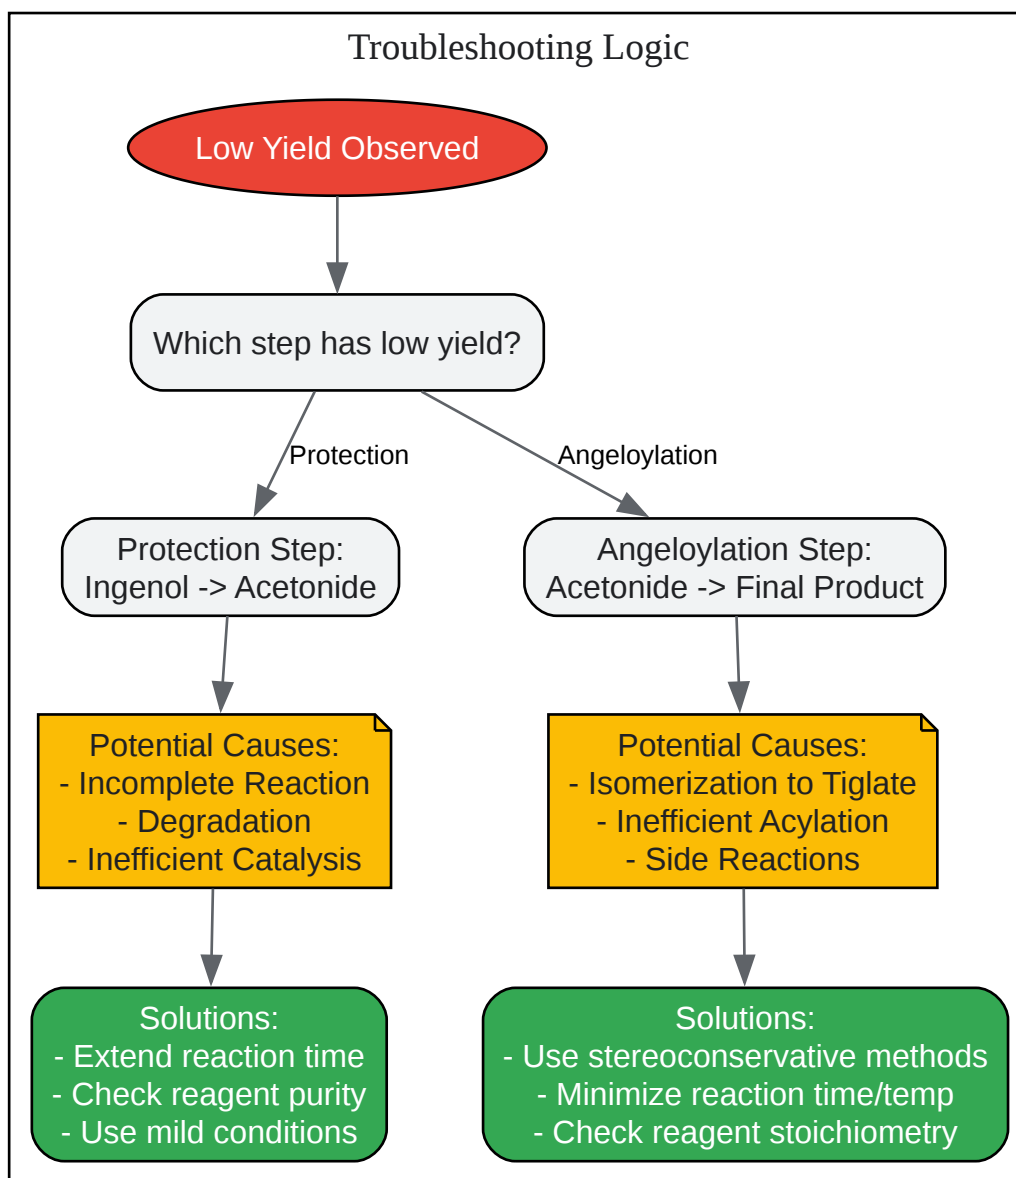 Troubleshooting Logic
Low Yield Observed
Which step has low yield?
Protection
Angeloylation
Protection Step:
Ingenol -> Acetonide
Angeloylation Step:
Acetonide -> Final Product
Potential Causes:
- Incomplete Reaction
- Degradation
- Inefficient Catalysis
Potential Causes:
- Isomerization to Tiglate
- Inefficient Acylation
- Side Reactions
Solutions:
- Extend reaction time
- Check reagent purity
- Use mild conditions
Solutions:
- Use stereoconservative methods
- Minimize reaction time/temp
- Check reagent stoichiometry